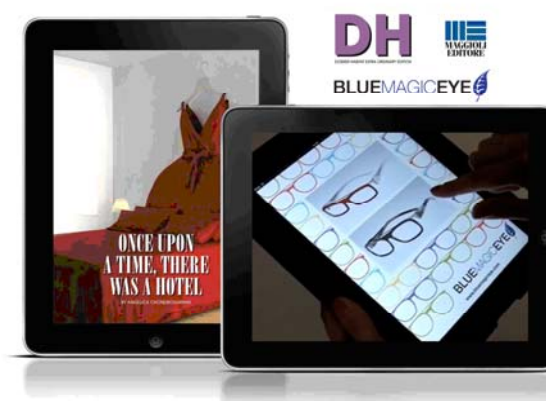 DH
MAGGIOLI
EDITORE
BLUEMAGICEYE
ONCE UPON
A TIME, THERE
WAS A HOTEL
BLUEMAGICEYE